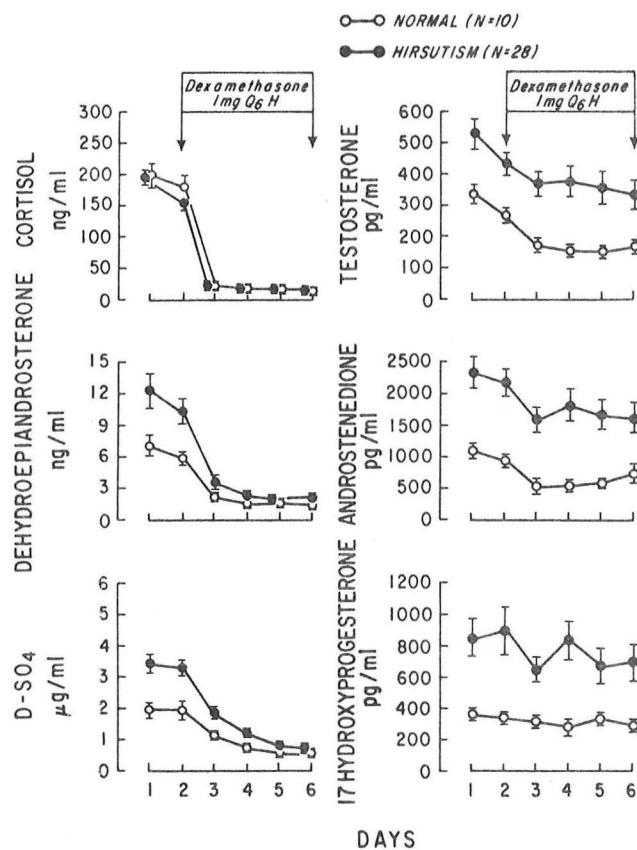 NORMAL (N=10)
HIRSUTISM (N=28)
Dexamethasone
1mg Q6H
Dexamethasone
1mg Q6H
CORTISOL
ng/ml
300
250
200
150
100
50
0
TESTOSTERONE
pg/ml
600
500
400
300
200
100
0
DEHYDROEPIANDROSTERONE
ng/ml
15
12
9
6
3
0
ANDROSTENEDIONE
pg/ml
2500
2000
1500
1000
500
0
D-SO4
µg/ml
6
5
4
3
2
1
0
1 2 3 4 5 6
17HYDROXYPROGESTERONE
pg/ml
1200
1000
800
600
400
200
0
1 2 3 4 5 6
DAYS